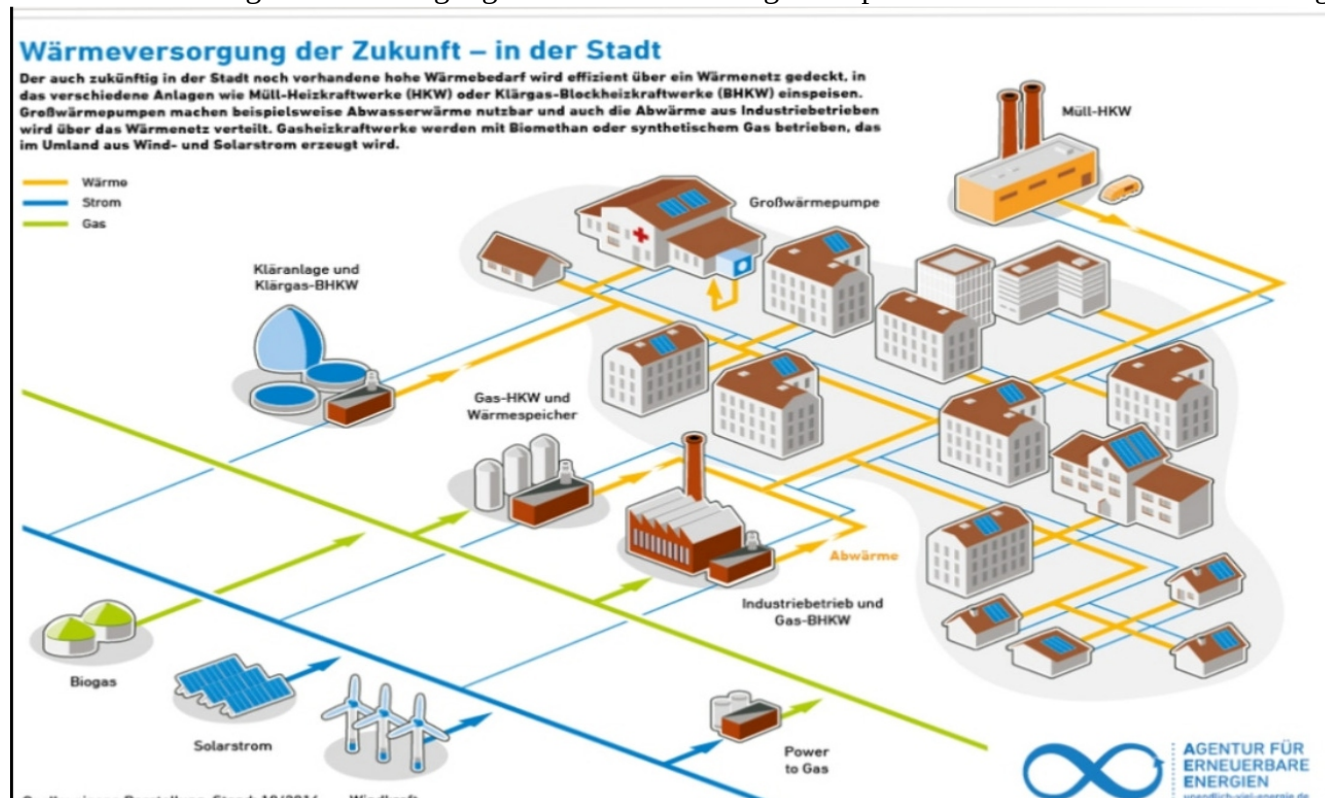 Wärmeversorgung der Zukunft – in der Stadt
Der auch zukünftig in der Stadt noch vorhandene hohe Wärmebedarf wird effizient über ein Wärmenetz gedeckt, in
das verschiedene Anlagen wie Müll-Heizkraftwerke (HKW) oder Klärgas-Blockheizkraftwerke (BHKW) einspeisen.
Großwärmepumpen machen beispielsweise Abwasserwärme nutzbar und auch die Abwärme aus Industriebetrieben
wird über das Wärmenetz verteilt. Gasheizkraftwerke werden mit Biomethan oder synthetischem Gas betrieben, das
im Umland aus Wind- und Solarstrom erzeugt wird.
Wärme
Strom
Gas
Müll-HKW
Großwärmepumpe
Kläranlage und
Klärgas-BHKW
Gas-HKW und
Wärmespeicher
Abwärme
Industriebetrieb und
Gas-BHKW
Biogas
Solarstrom
Power
to Gas
AGENTUR FÜR
ERNEUERBARE
ENERGIEN
unendlich-viel-energie.de
Windkraft